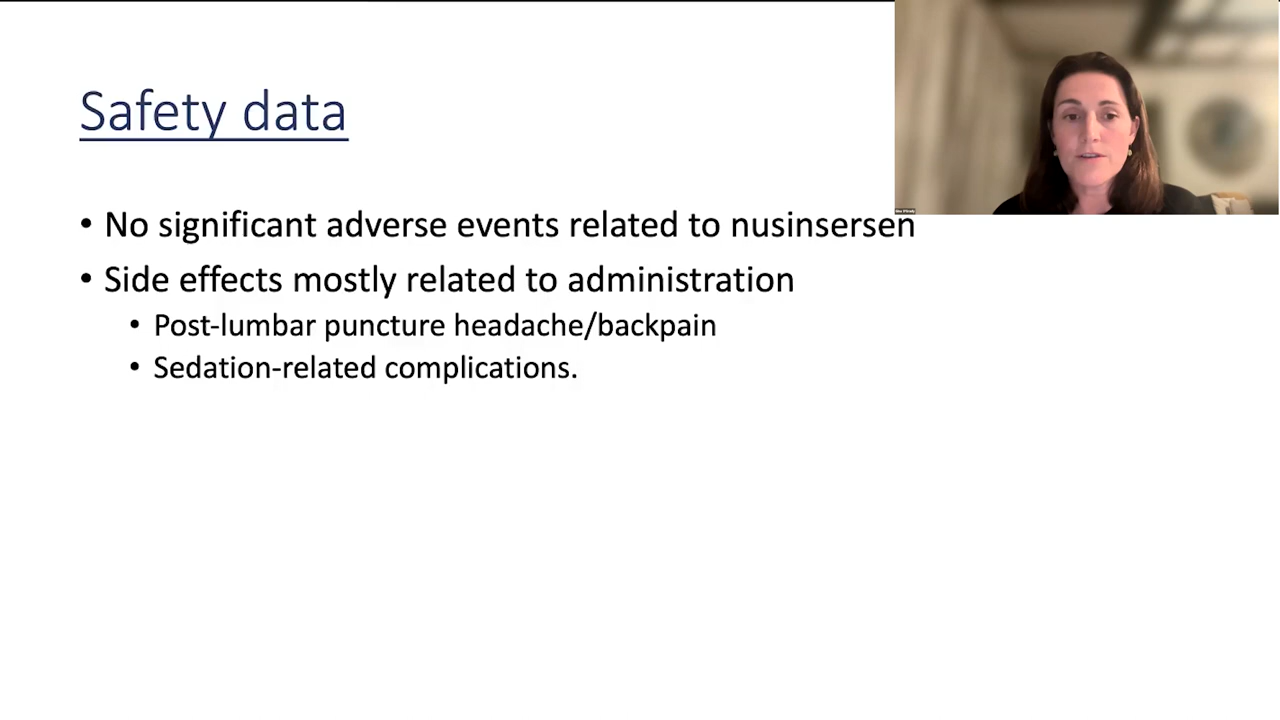 Safety data
• No significant adverse events related to nusinsersen
• Side effects mostly related to administration
• Post-lumbar puncture headache/backpain
• Sedation-related complications.